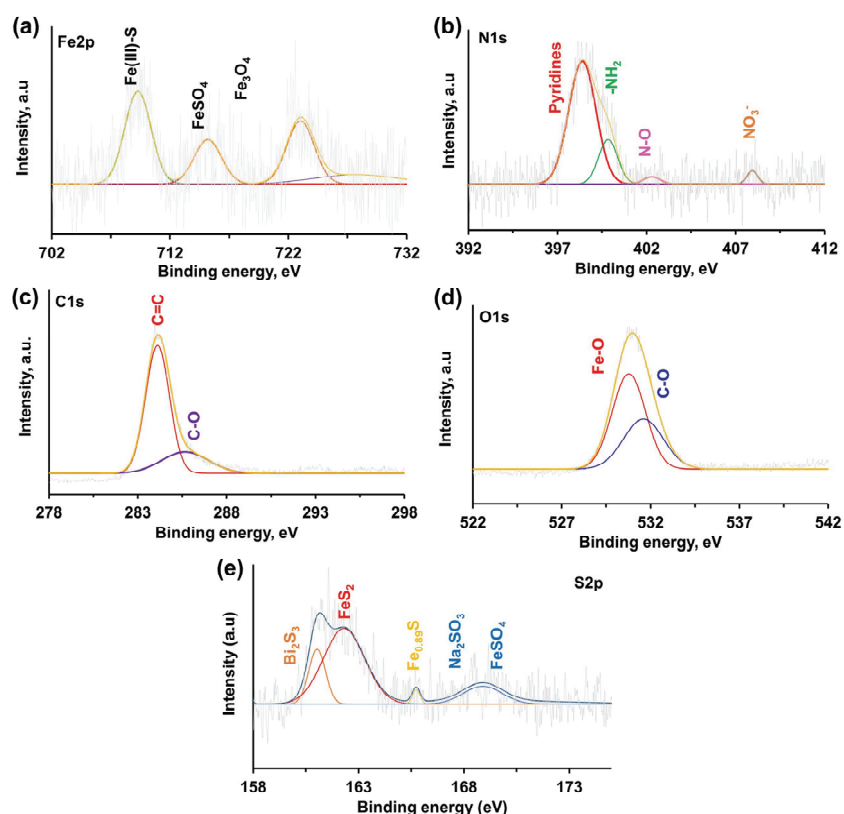 (a)
Fe2p
Fe(III)-S
FeSO4
Fe3O4
Intensity, a.u
702 712 722 732
Binding energy, eV
(b)
N1s
Pyridines
-NH2
N-O
NO3-
Intensity, a.u
392 397 402 407 412
Binding energy, eV
(c)
C1s
C=C
C-O
Intensity, a.u.
278 283 288 293 298
Binding energy, eV
(d)
O1s
Fe-O
C-O
Intensity, a.u
522 527 532 537 542
Binding energy, eV
(e)
S2p
Bi2S3
FeS2
Fe0.89S
Na2SO3
FeSO4
Intensity (a.u)
158 163 168 173
Binding energy (eV)